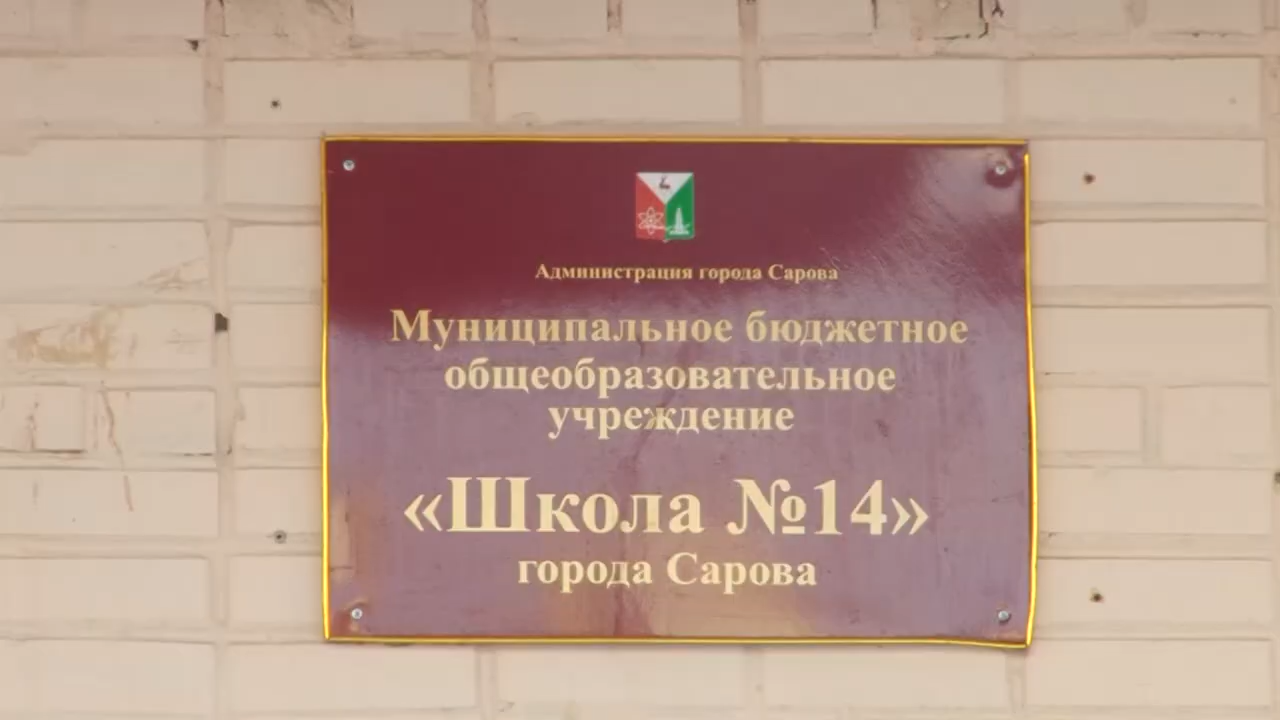 Администрация города Сарова
Муниципальное бюджетное
общеобразовательное
учреждение
«Школа №14»
города Сарова